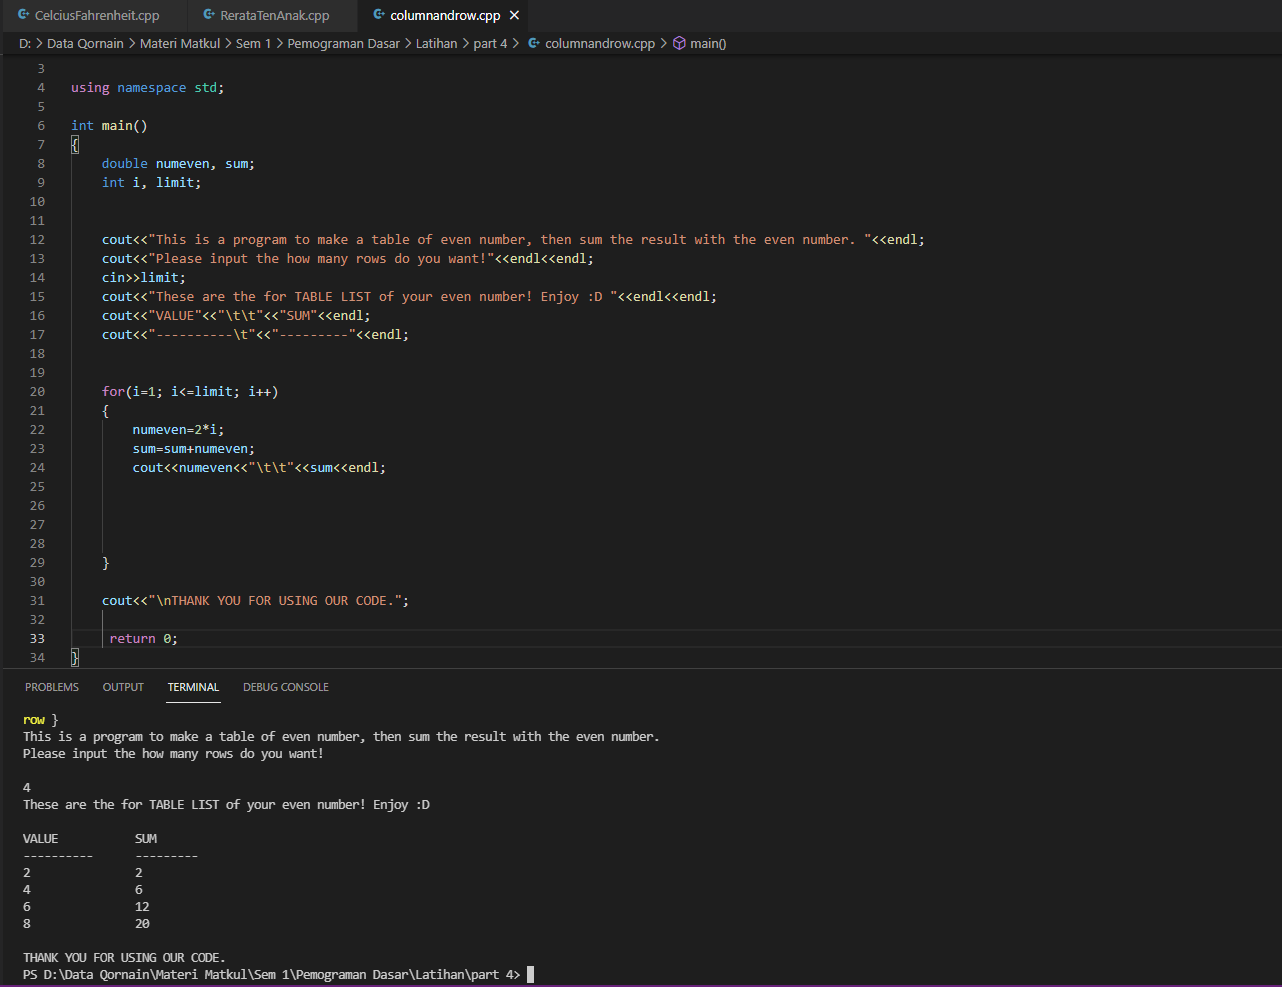 CelciusFahrenheit.cpp RerataTenAnak.cpp columnandrow.cpp
D: > Data Qornain > Materi Matkul > Sem 1 > Pemograman Dasar > Latihan > part 4 > columnandrow.cpp > main()
3
4 using namespace std;
5
6 int main()
7 {
8 double numeven, sum;
9 int i, limit;
10
11
12 cout<<"This is a program to make a table of even number, then sum the result with the even number. "<<endl;
13 cout<<"Please input the how many rows do you want!"<<endl<<endl;
14 cin>>limit;
15 cout<<"These are the for TABLE LIST of your even number! Enjoy :D "<<endl<<endl;
16 cout<<"VALUE"<<"\t\t"<<"SUM"<<endl;
17 cout<<"----------\t"<<"---------"<<endl;
18
19
20 for(i=1; i<=limit; i++)
21 {
22 numeven=2*i;
23 sum=sum+numeven;
24 cout<<numeven<<"\t\t"<<sum<<endl;
25
26
27
28
29 }
30
31 cout<<"\nTHANK YOU FOR USING OUR CODE.";
32
33 return 0;
34 }
PROBLEMS OUTPUT TERMINAL DEBUG CONSOLE
row }
This is a program to make a table of even number, then sum the result with the even number.
Please input the how many rows do you want!
4
These are the for TABLE LIST of your even number! Enjoy :D
VALUE SUM
---------- ---------
2 2
4 6
6 12
8 20
THANK YOU FOR USING OUR CODE.
PS D:\Data Qornain\Materi Matkul\Sem 1\Pemograman Dasar\Latihan\part 4>